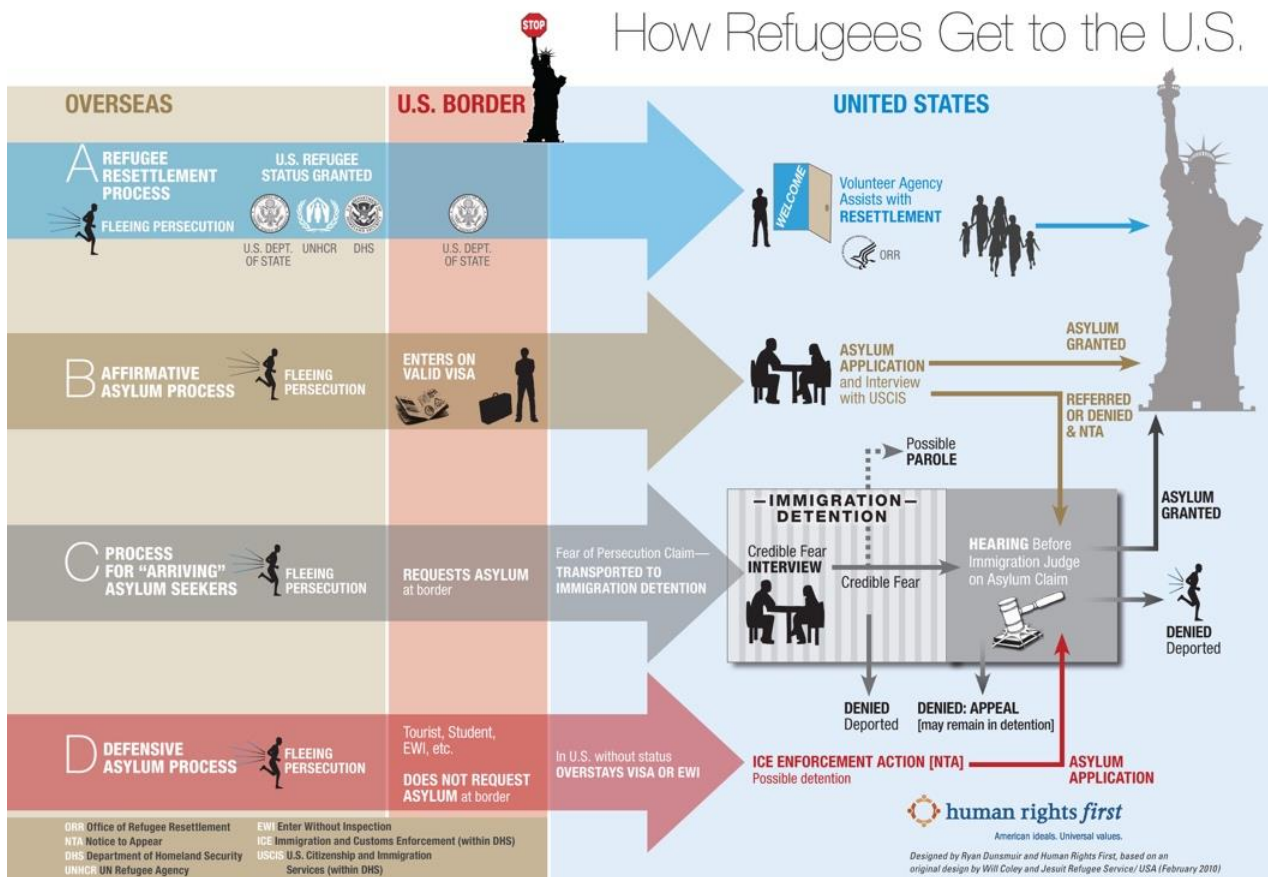 STOP
How Refugees Get to the U.S.
OVERSEAS
U.S. BORDER
UNITED STATES
A REFUGEE
RESETTLEMENT
PROCESS
FLEEING PERSECUTION
U.S. REFUGEE
STATUS GRANTED
U.S. DEPT.
OF STATE
UNHCR
DHS
U.S. DEPT.
OF STATE
WELCOME
Volunteer Agency
Assists with
RESETTLEMENT
ORR
B AFFIRMATIVE
ASYLUM PROCESS
FLEEING
PERSECUTION
ENTERS ON
VALID VISA
ASYLUM
APPLICATION
and Interview
with USCIS
ASYLUM
GRANTED
REFERRED
OR DENIED
& NTA
C PROCESS
FOR “ARRIVING”
ASYLUM SEEKERS
FLEEING
PERSECUTION
REQUESTS ASYLUM
at border
Fear of Persecution Claim—
TRANSPORTED TO
IMMIGRATION DETENTION
Possible
PAROLE
—IMMIGRATION—
DETENTION
Credible Fear
INTERVIEW
Credible Fear
HEARING Before
Immigration Judge
on Asylum Claim
ASYLUM
GRANTED
DENIED
Deported
DENIED
Deported
DENIED: APPEAL
[may remain in detention]
D DEFENSIVE
ASYLUM PROCESS
FLEEING
PERSECUTION
Tourist, Student,
EWI, etc.
DOES NOT REQUEST
ASYLUM at border
In U.S. without status
OVERSTAYS VISA OR EWI
ICE ENFORCEMENT ACTION [NTA]
Possible detention
ASYLUM
APPLICATION
ORR Office of Refugee Resettlement
NTA Notice to Appear
DHS Department of Homeland Security
UNHCR UN Refugee Agency
EWI Enter Without Inspection
ICE Immigration and Customs Enforcement (within DHS)
USCIS U.S. Citizenship and Immigration
Services (within DHS)
human rights first
American ideals. Universal values.
Designed by Ryan Dunsmuir and Human Rights First, based on an
original design by Will Coley and Jesuit Refugee Service/ USA (February 2010)